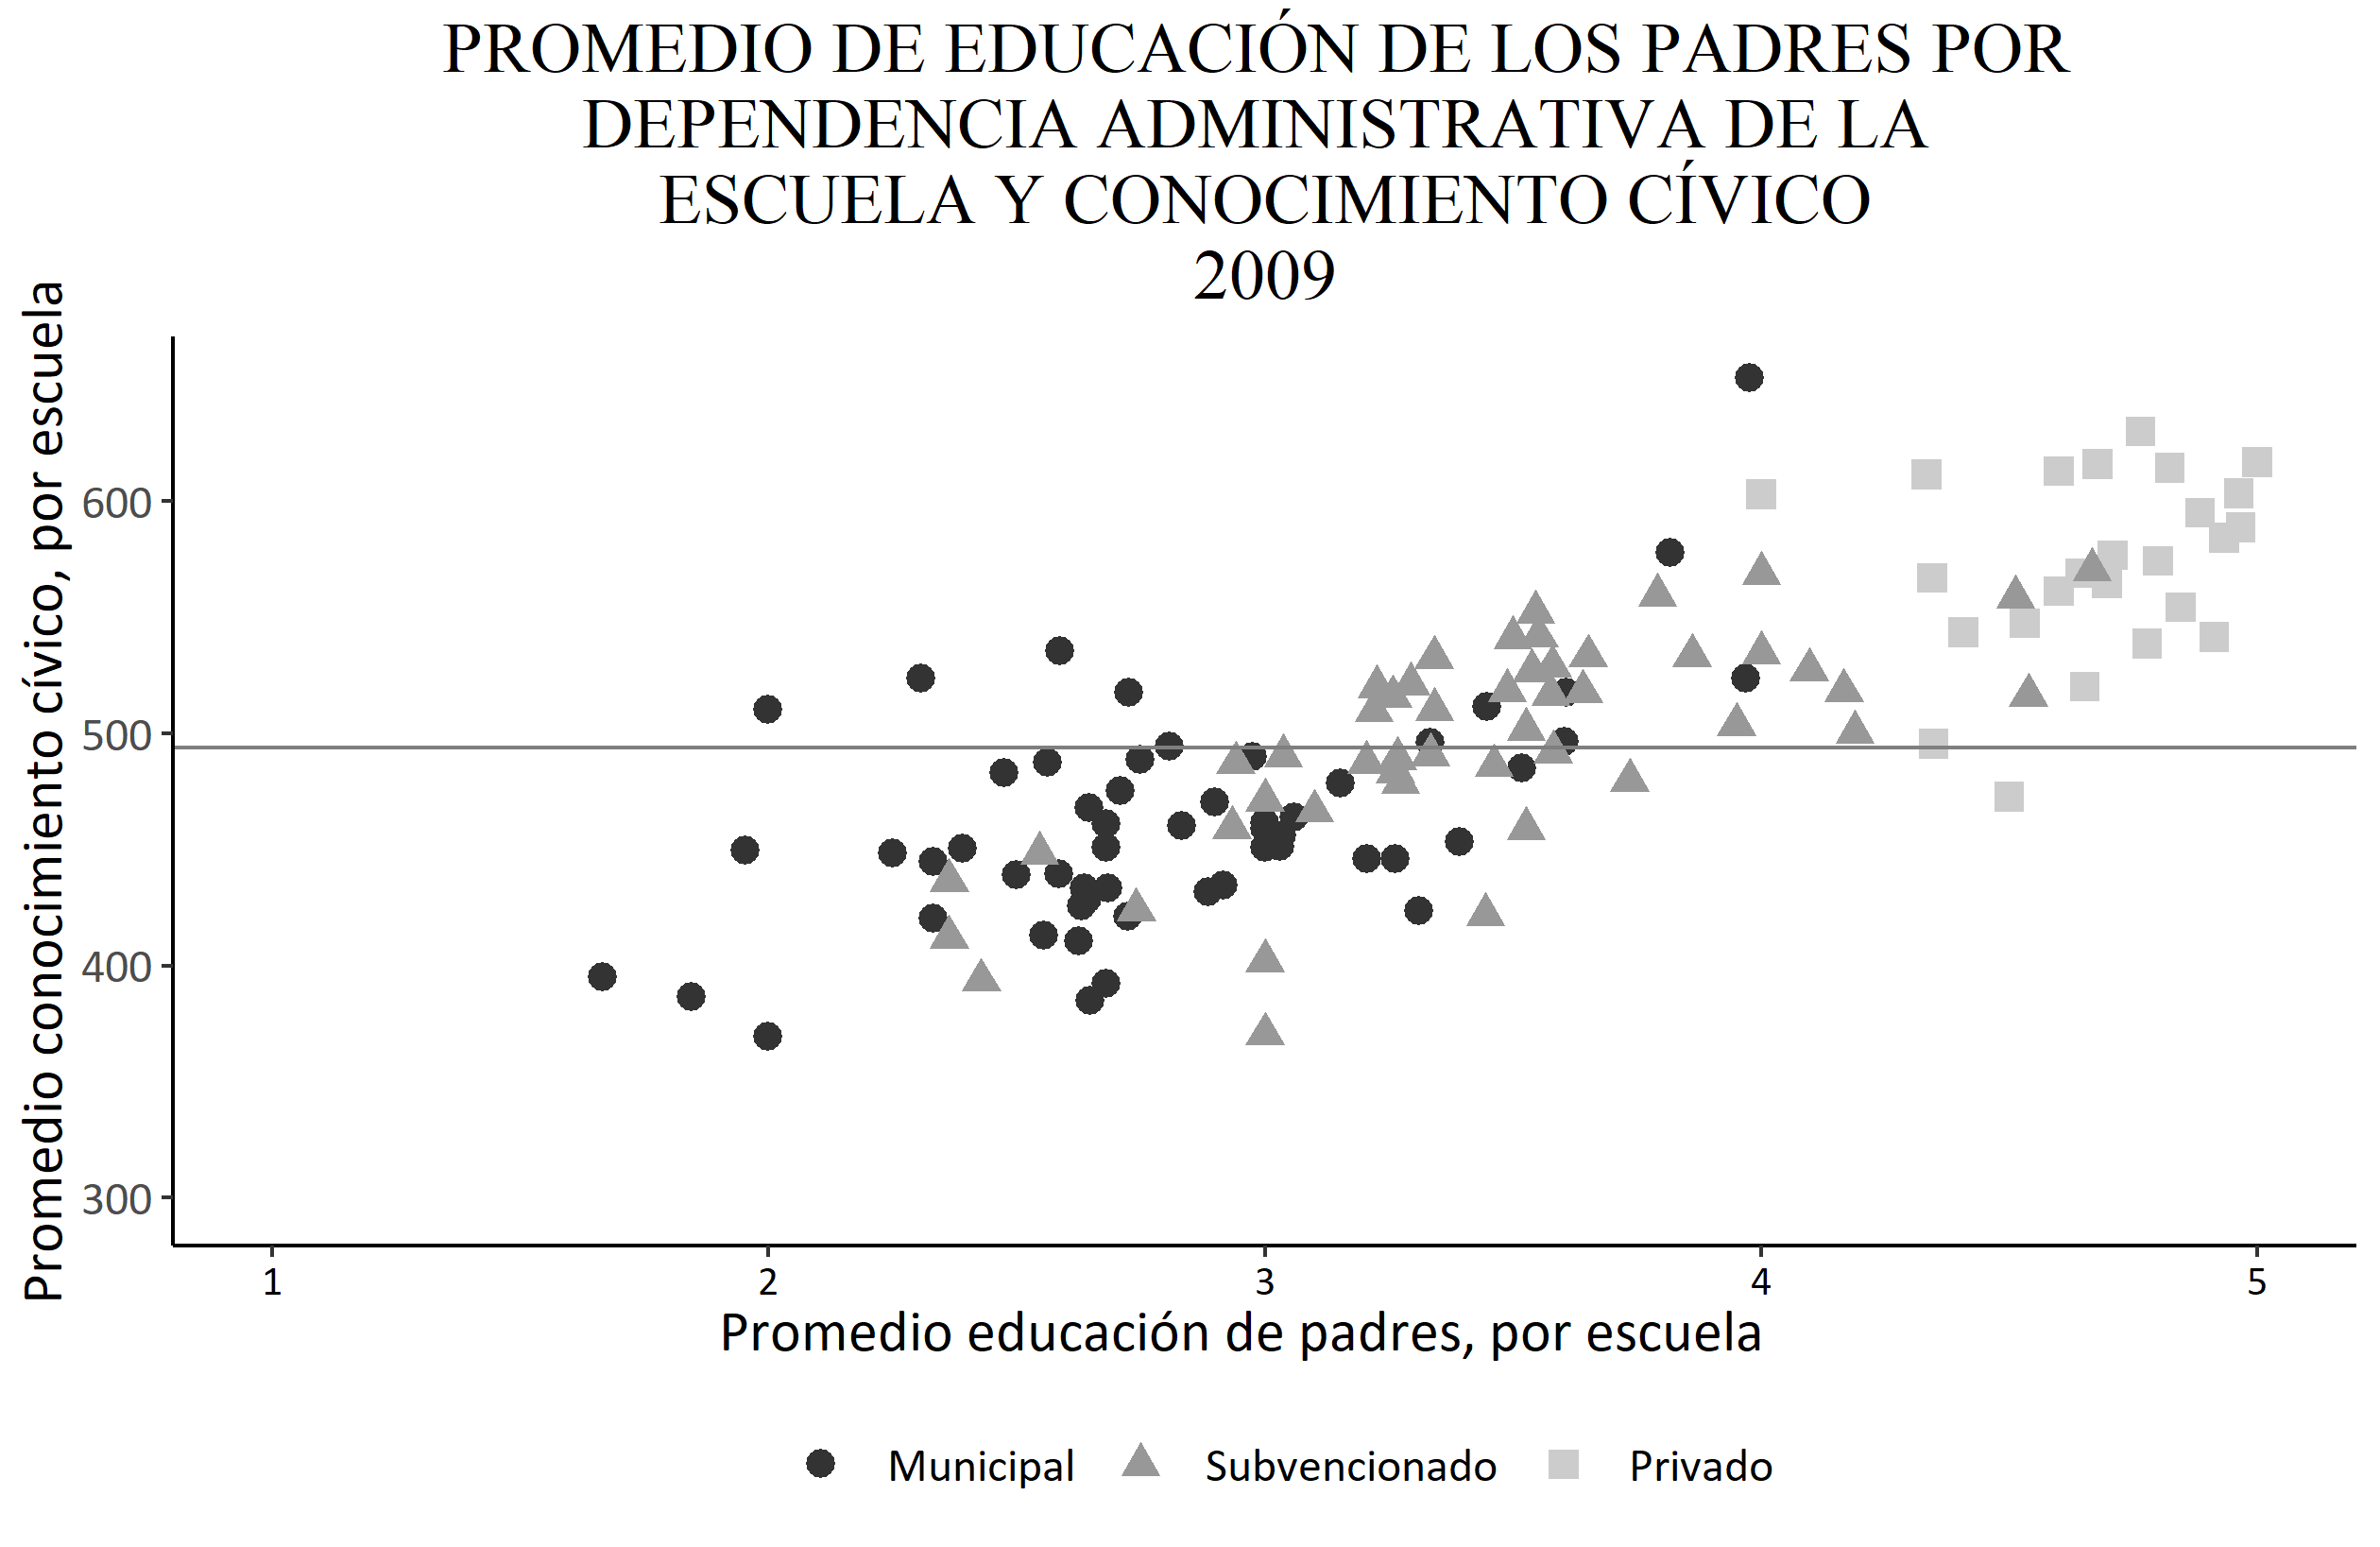 PROMEDIO DE EDUCACIÓN DE LOS PADRES POR
DEPENDENCIA ADMINISTRATIVA DE LA
ESCUELA Y CONOCIMIENTO CÍVICO
2009
Promedio conocimiento cívico, por escuela
600
500
400
300
1 2 3 4 5
Promedio educación de padres, por escuela
Municipal Subvencionado Privado